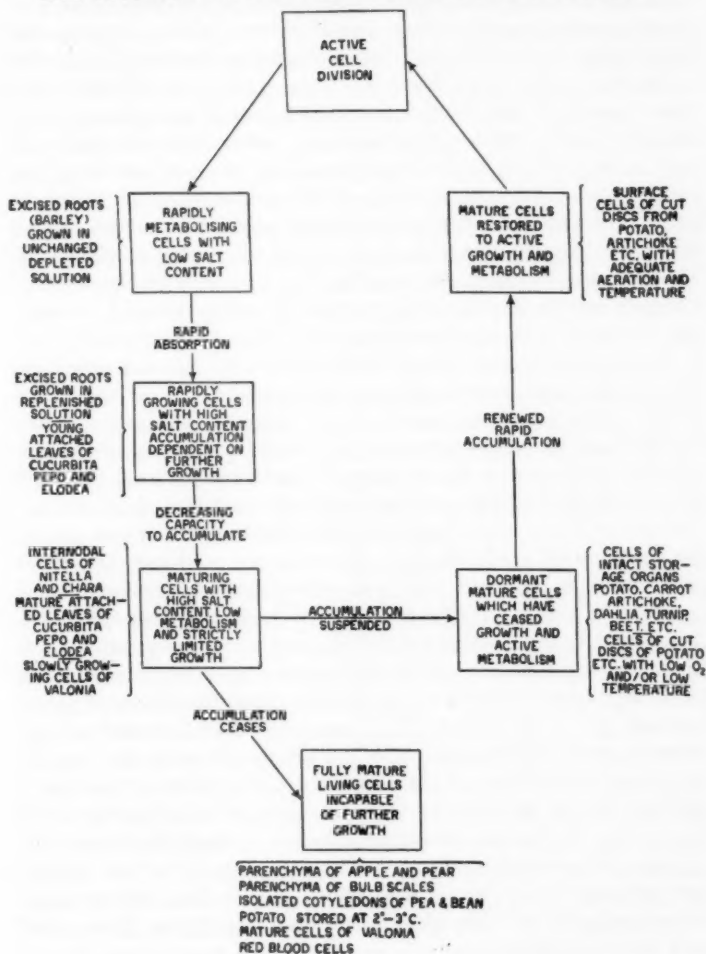 ACTIVE
CELL
DIVISION
EXCISED ROOTS
(BARLEY)
GROWN IN
UNCHANGED
DEPLETED
SOLUTION
RAPIDLY
METABOLISING
CELLS WITH
LOW SALT
CONTENT
MATURE CELLS
RESTORED
TO ACTIVE
GROWTH AND
METABOLISM
SURFACE
CELLS OF CUT
DISCS FROM
POTATO,
ARTICHOKE
ETC. WITH
ADEQUATE
AERATION AND
TEMPERATURE
RAPID
ABSORPTION
EXCISED ROOTS
GROWN IN
REPLENISHED
SOLUTION
YOUNG
ATTACHED
LEAVES OF
CUCURBITA
PEPO AND
ELODEA
RAPIDLY
GROWING CELLS
WITH HIGH
SALT CONTENT
ACCUMULATION
DEPENDENT ON
FURTHER
GROWTH
RENEWED
RAPID
ACCUMULATION
DECREASING
CAPACITY
TO ACCUMULATE
INTERNODAL
CELLS OF
NITELLA
AND CHARA
MATURE ATTACH-
ED LEAVES OF
CUCURBITA
PEPO AND
ELODEA
SLOWLY GROW-
ING CELLS OF
VALONIA
MATURING
CELLS WITH
HIGH SALT
CONTENT LOW
METABOLISM
AND STRICTLY
LIMITED
GROWTH
ACCUMULATION
SUSPENDED
DORMANT
MATURE CELLS
WHICH HAVE
CEASED
GROWTH AND
ACTIVE
METABOLISM
CELLS OF
INTACT STOR-
AGE ORGANS
POTATO, CARROT
ARTICHOKE,
DAHLIA, TURNIP,
BEET, ETC.
CELLS OF CUT
DISCS OF POTATO
ETC. WITH LOW O₂
AND/OR LOW
TEMPERATURE
ACCUMULATION
CEASES
FULLY MATURE
LIVING CELLS
INCAPABLE
OF FURTHER
GROWTH
PARENCHYMA OF APPLE AND PEAR
PARENCHYMA OF BULB SCALES
ISOLATED COTYLEDONS OF PEA & BEAN
POTATO STORED AT 2°–3°C.
MATURE CELLS OF VALONIA
RED BLOOD CELLS